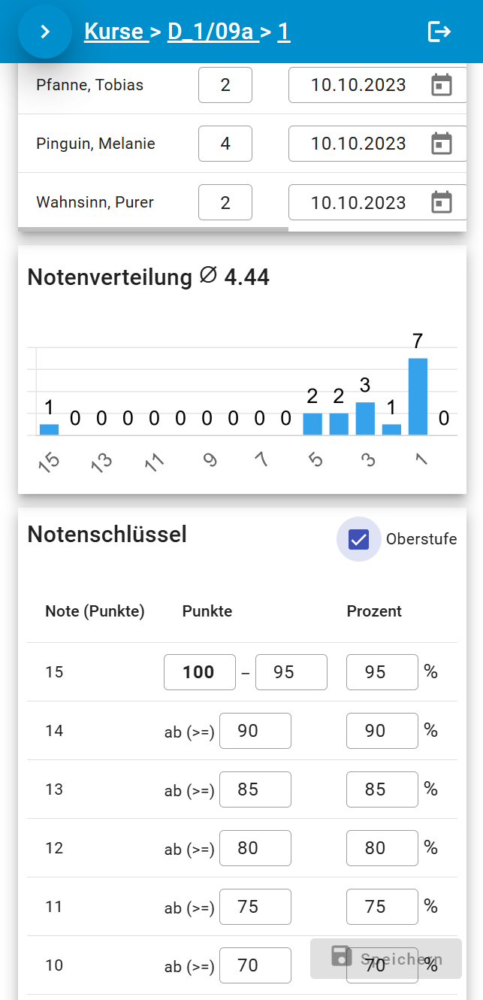 Kurse > D_1/09a > 1
Pfanne, Tobias 2 10.10.2023
Pinguin, Melanie 4 10.10.2023
Wahnsinn, Purer 2 10.10.2023
Notenverteilung ∅ 4.44
1 0 0 0 0 0 0 0 0 0 2 2 3 1 7 0
15 13 11 9 7 5 3 1
Notenschlüssel Oberstufe
Note (Punkte) Punkte Prozent
15 100 – 95 95 %
14 ab (>=) 90 90 %
13 ab (>=) 85 85 %
12 ab (>=) 80 80 %
11 ab (>=) 75 75 %
10 ab (>=) 70 70 %
Speichern